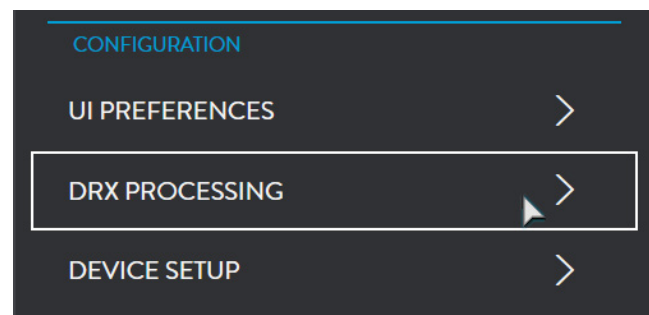 CONFIGURATION
UI PREFERENCES
DRX PROCESSING
DEVICE SETUP